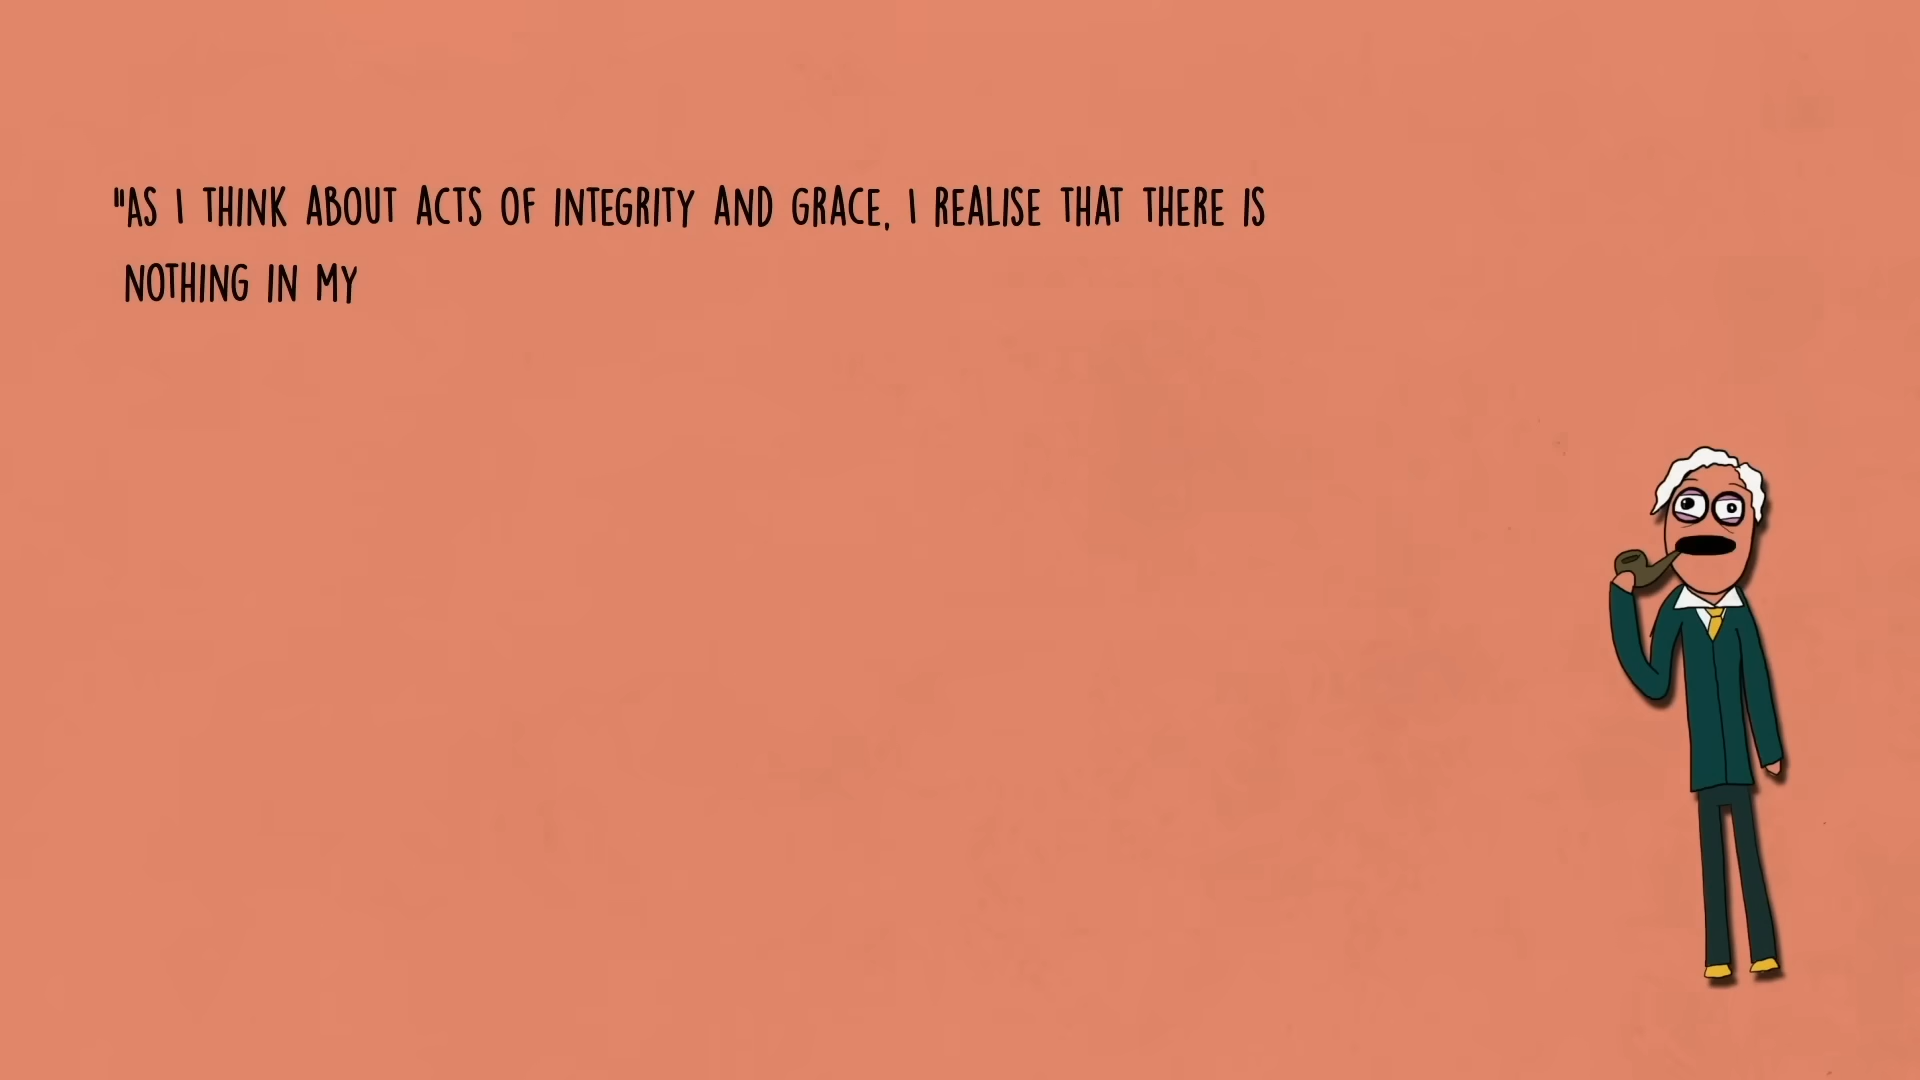 "AS I THINK ABOUT ACTS OF INTEGRITY AND GRACE, I REALISE THAT THERE IS
NOTHING IN MY